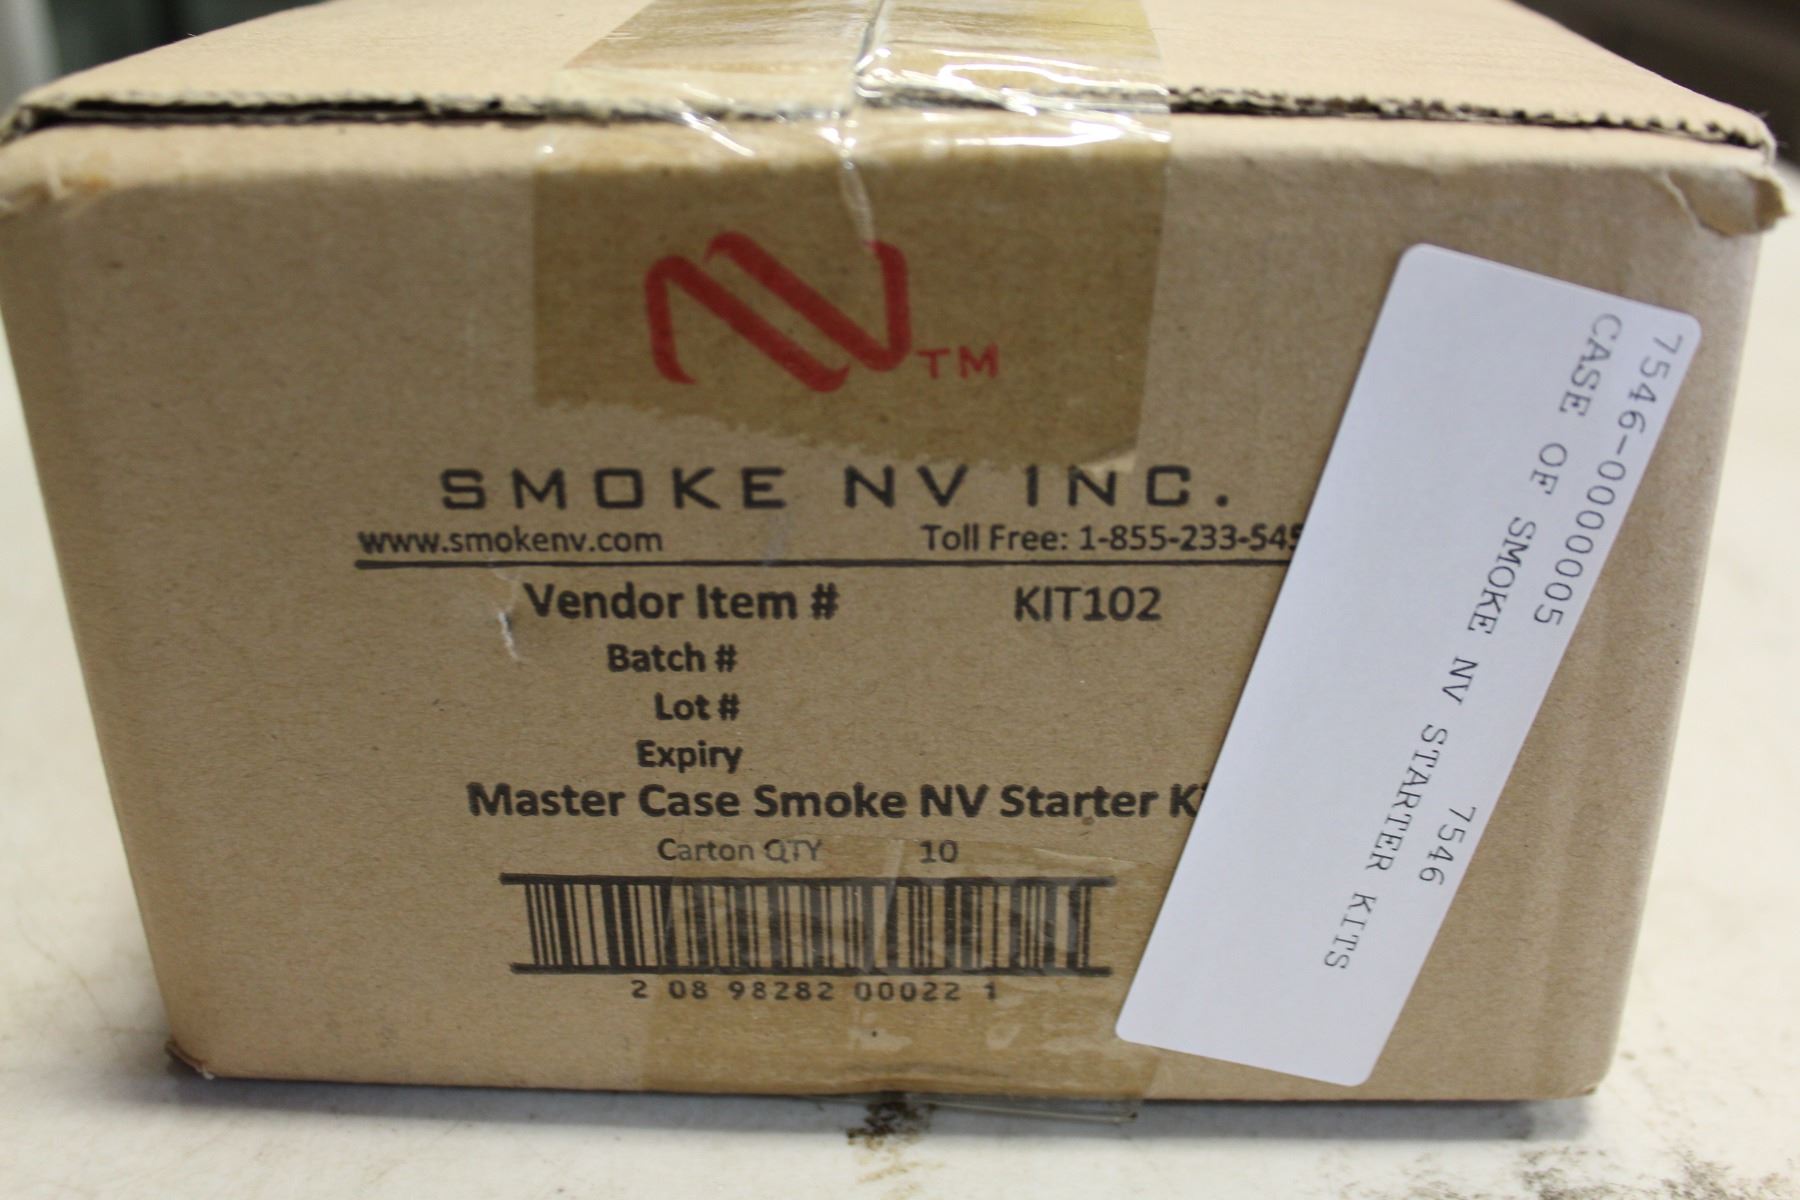 NV TM
SMOKE NV INC.
www.smokenv.com Toll Free: 1-855-233-545
Vendor Item # KIT102
Batch #
Lot #
Expiry
Master Case Smoke NV Starter
Carton QTY 10
2 08 98282 00022 1
7546-0000005
CASE OF SMOKE NV STARTER KITS
7546